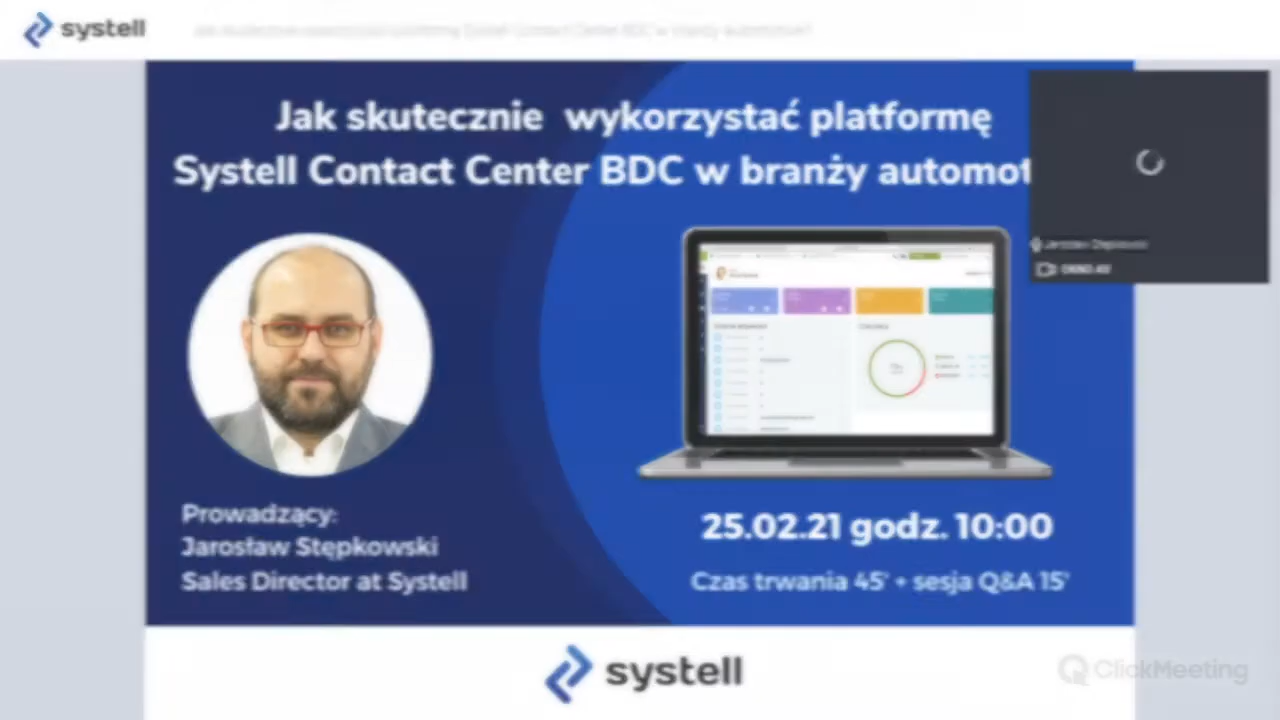 systell
Jak skutecznie wykorzystać platformę
Systell Contact Center BDC w branży automot
Prowadzący:
Jarosław Stępkowski
Sales Director at Systell
25.02.21 godz. 10:00
Czas trwania 45' + sesja Q&A 15'
systell
ClickMeeting